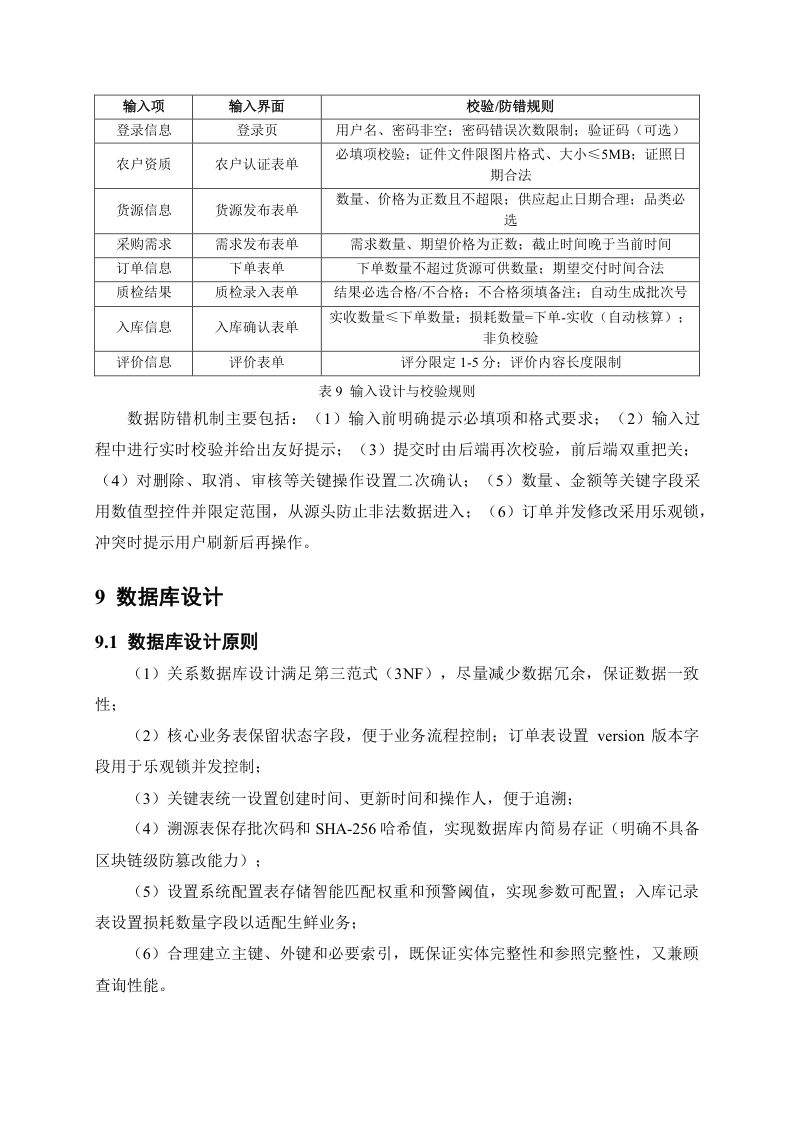 输入项 输入界面 校验/防错规则
登录信息 登录页 用户名、密码非空；密码错误次数限制；验证码（可选）
农户资质 农户认证表单 必填项校验；证件文件限图片格式、大小≤5MB；证照日
期合法
货源信息 货源发布表单 数量、价格为正数且不超限；供应起止日期合理；品类必
选
采购需求 需求发布表单 需求数量、期望价格为正数；截止时间晚于当前时间
订单信息 下单表单 下单数量不超过货源可供数量；期望交付时间合法
质检结果 质检录入表单 结果必选合格/不合格；不合格须填备注；自动生成批次号
入库信息 入库确认表单 实收数量≤下单数量；损耗数量=下单-实收（自动核算）；
非负校验
评价信息 评价表单 评分限定 1-5 分；评价内容长度限制
表 9 输入设计与校验规则
数据防错机制主要包括：（1）输入前明确提示必填项和格式要求；（2）输入过
程中进行实时校验并给出友好提示；（3）提交时由后端再次校验，前后端双重把关；
（4）对删除、取消、审核等关键操作设置二次确认；（5）数量、金额等关键字段采
用数值型控件并限定范围，从源头防止非法数据进入；（6）订单并发修改采用乐观锁，
冲突时提示用户刷新后再操作。
9 数据库设计
9.1 数据库设计原则
（1）关系数据库设计满足第三范式（3NF），尽量减少数据冗余，保证数据一致
性；
（2）核心业务表保留状态字段，便于业务流程控制；订单表设置 version 版本字
段用于乐观锁并发控制；
（3）关键表统一设置创建时间、更新时间和操作人，便于追溯；
（4）溯源表保存批次码和 SHA-256 哈希值，实现数据库内简易存证（明确不具备
区块链级防篡改能力）；
（5）设置系统配置表存储智能匹配权重和预警阈值，实现参数可配置；入库记录
表设置损耗数量字段以适配生鲜业务；
（6）合理建立主键、外键和必要索引，既保证实体完整性和参照完整性，又兼顾
查询性能。